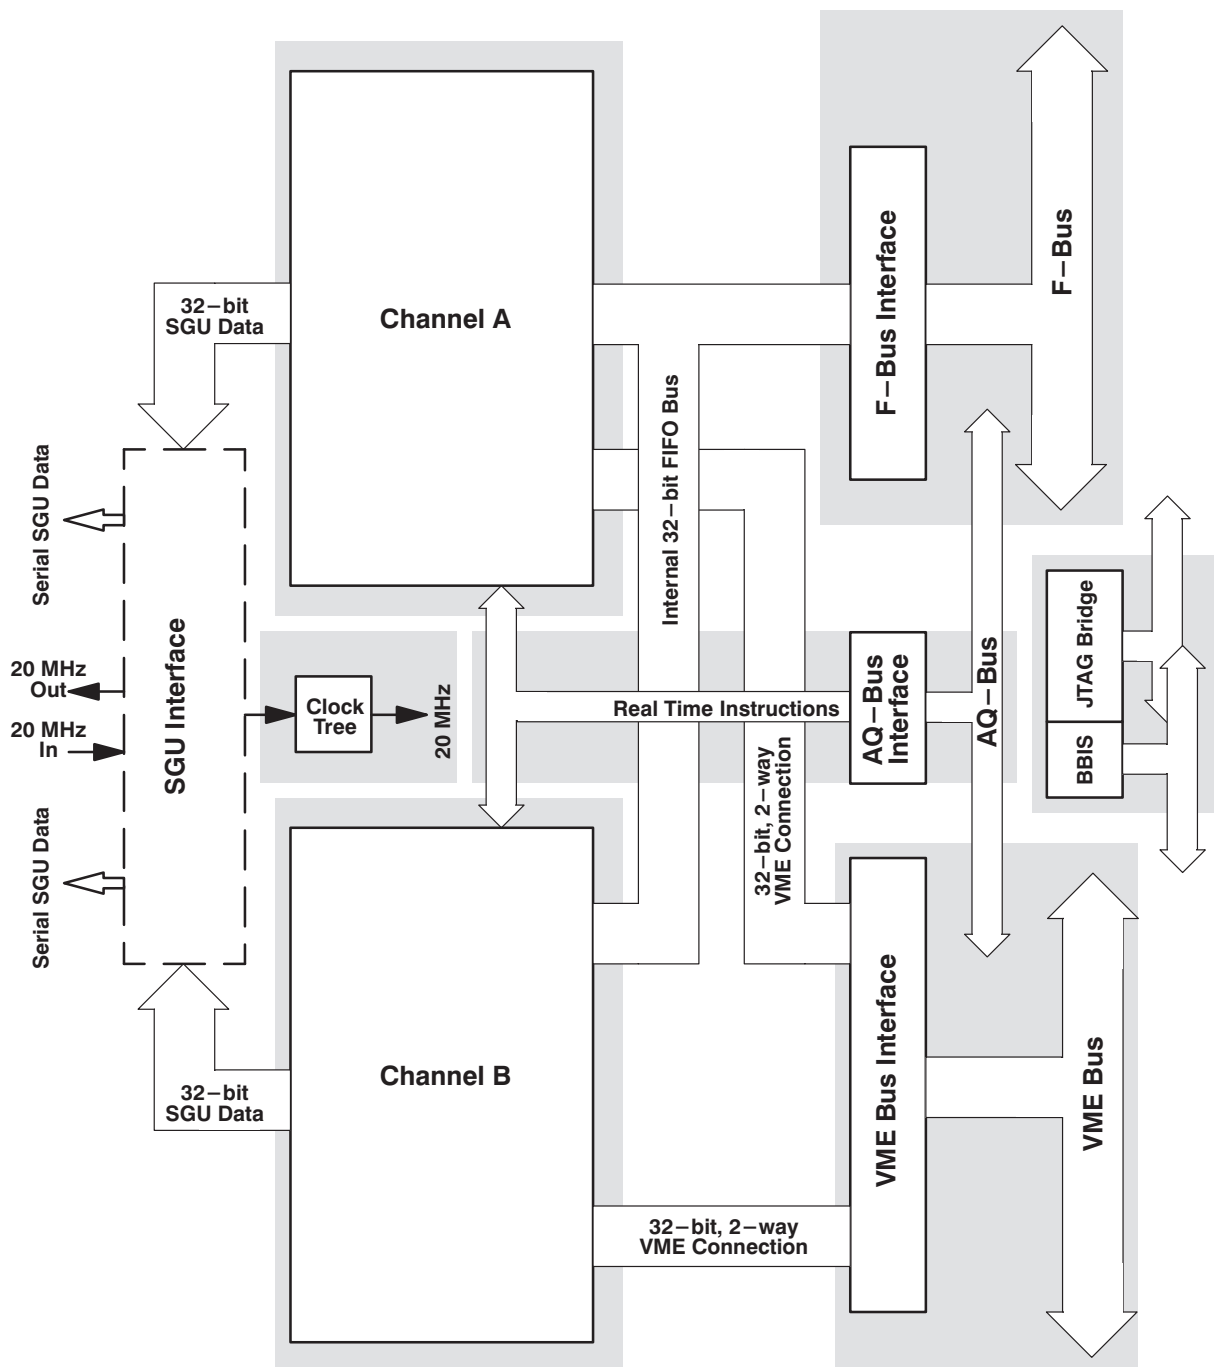 32–bit
SGU Data
Channel A
Internal 32–bit FIFO Bus
F–Bus Interface
F–Bus
Serial SGU Data
20 MHz
Out
20 MHz
In
SGU Interface
Clock
Tree
20 MHz
Real Time Instructions
AQ–Bus
Interface
AQ–Bus
JTAG Bridge
BBIS
Serial SGU Data
32–bit, 2–way
VME Connection
32–bit
SGU Data
Channel B
VME Bus Interface
VME Bus
32–bit, 2–way
VME Connection